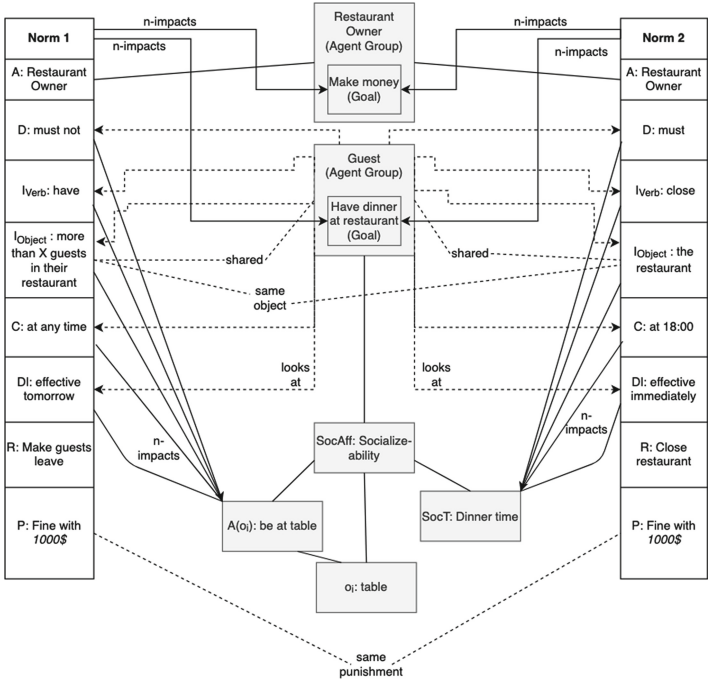 Norm 1
A: Restaurant
Owner
D: must not
IVerb: have
IObject : more
than X guests
in their
restaurant
C: at any time
DI: effective
tomorrow
R: Make guests
leave
P: Fine with
1000$
n-impacts
n-impacts
Restaurant
Owner
(Agent Group)
Make money
(Goal)
n-impacts
n-impacts
Guest
(Agent Group)
Have dinner
at restaurant
(Goal)
shared
shared
same
object
looks
at
looks
at
n-
impacts
n-
impacts
SocAff: Socialize-
ability
A(oi): be at table
SocT: Dinner time
oi: table
same
punishment
Norm 2
A: Restaurant
Owner
D: must
IVerb: close
IObject : the
restaurant
C: at 18:00
DI: effective
immediately
R: Close
restaurant
P: Fine with
1000$